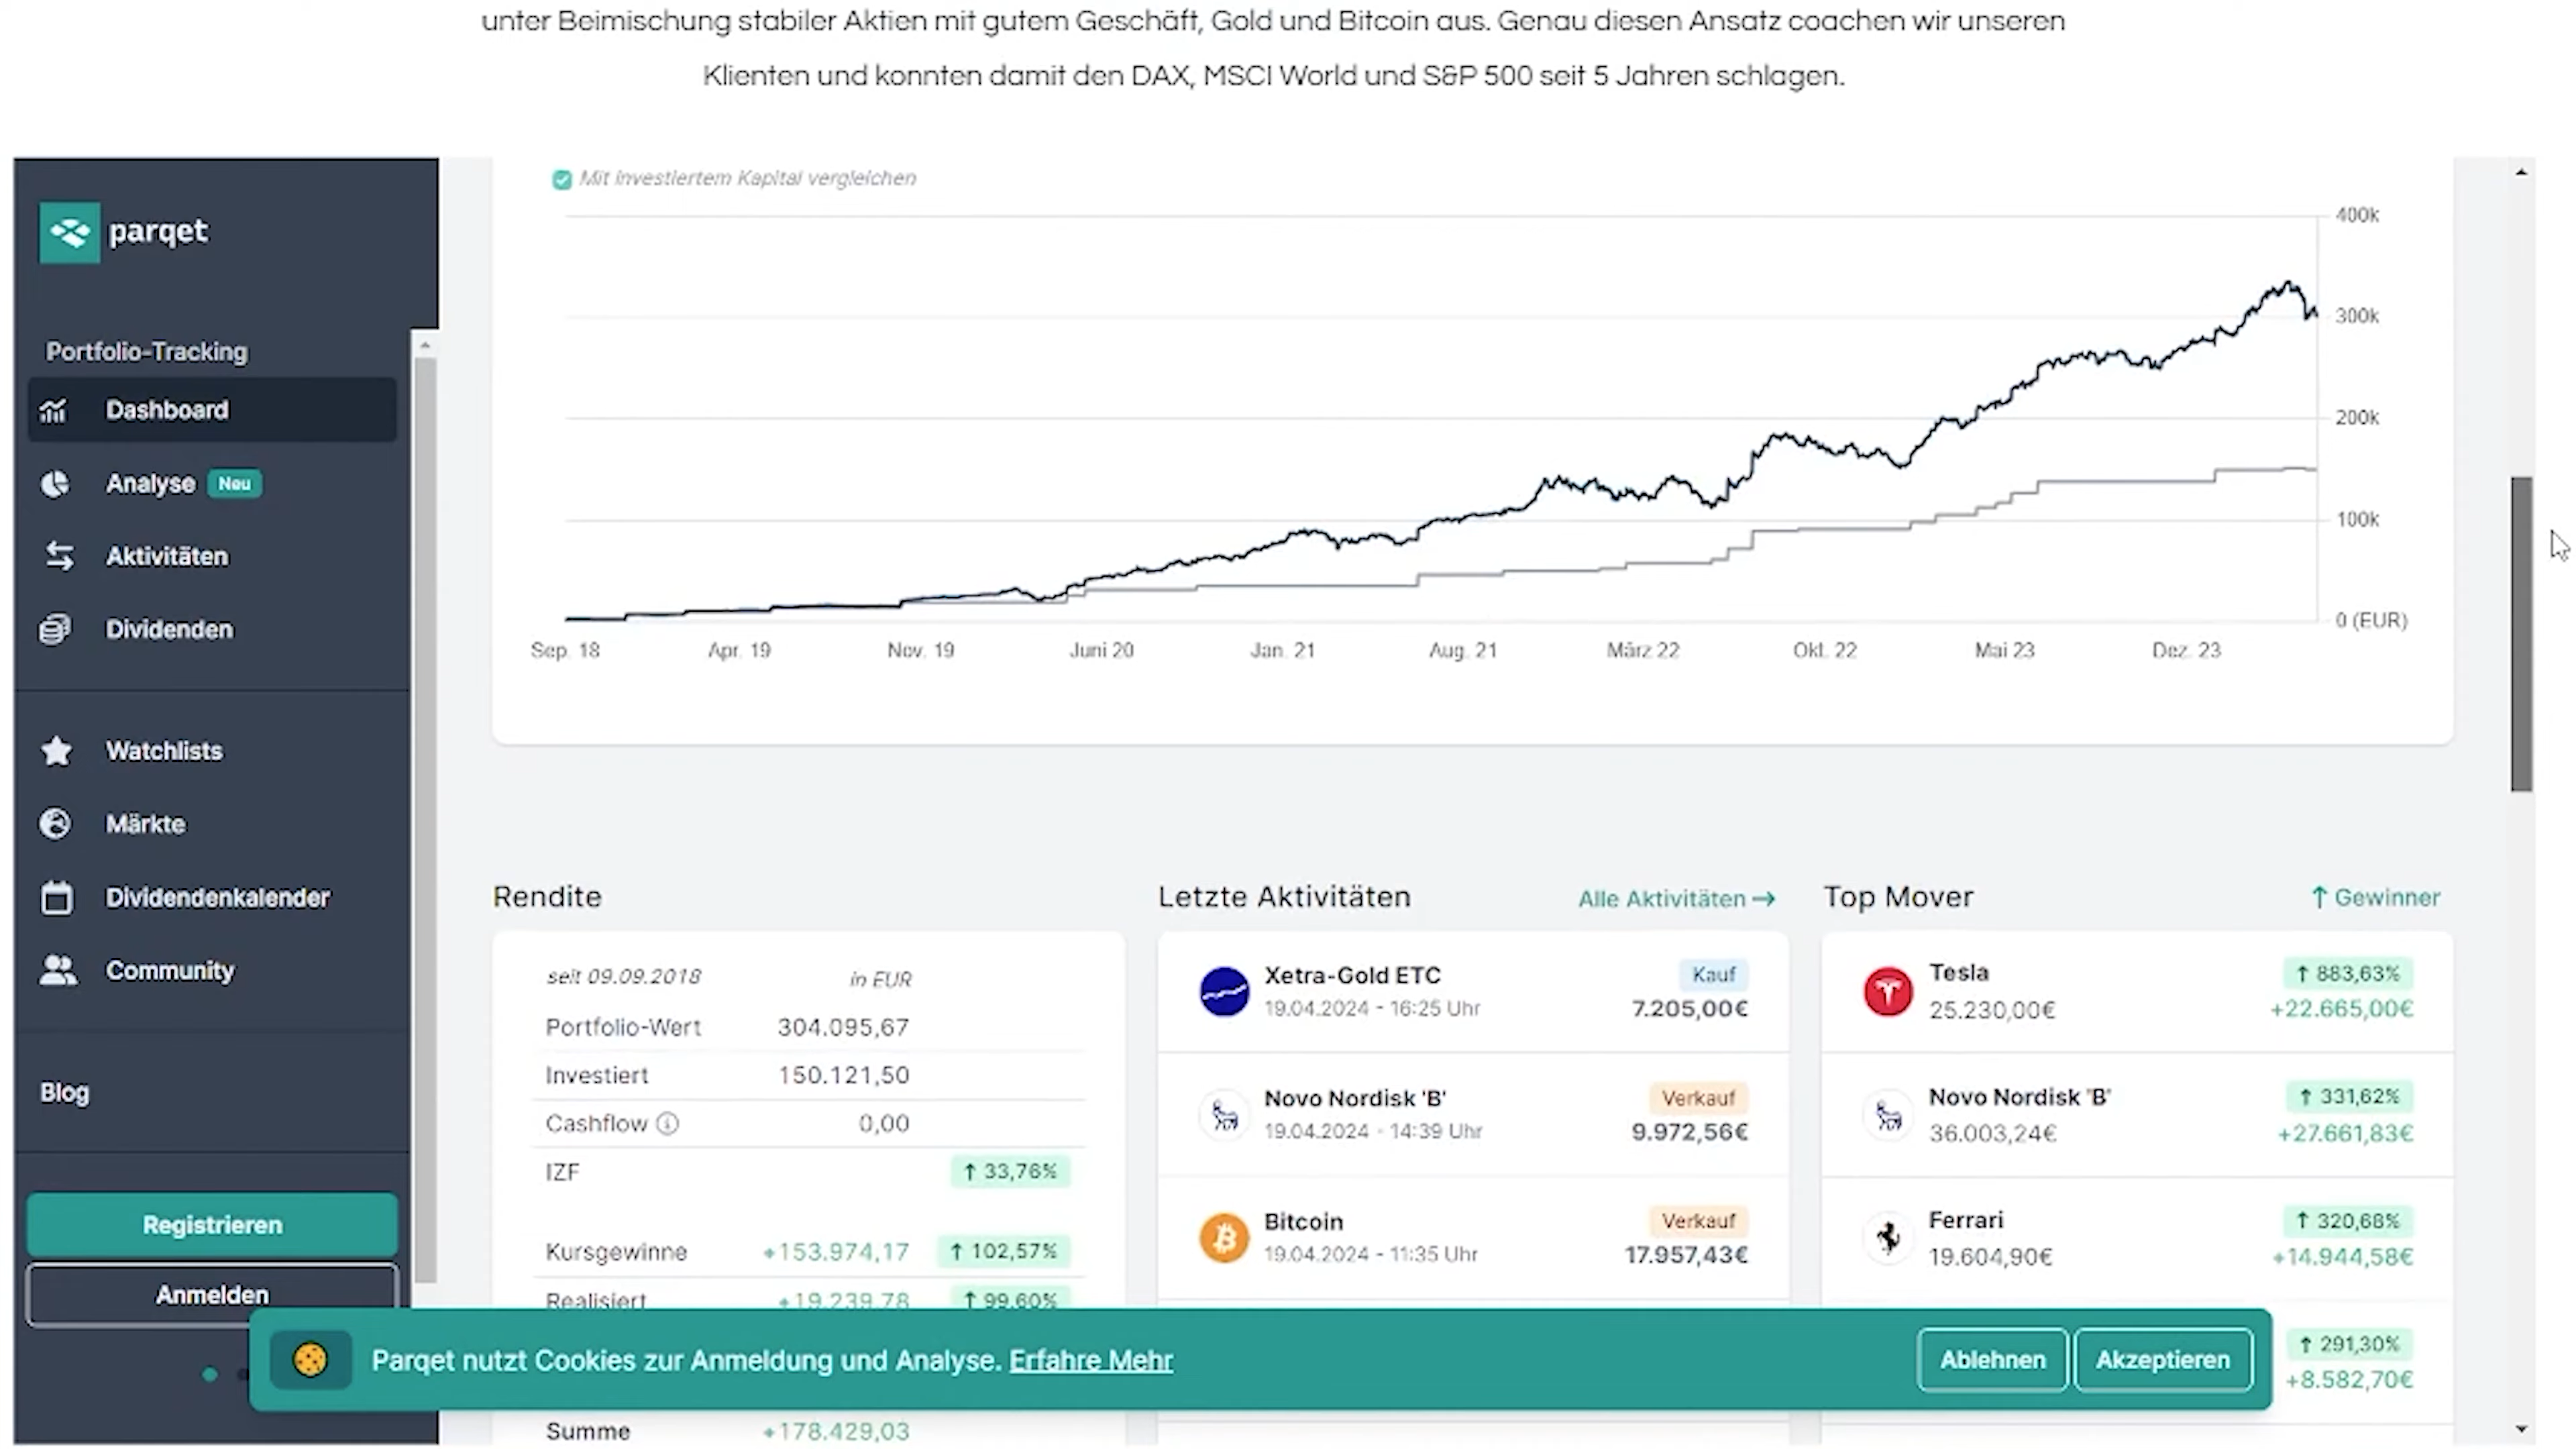 unter Beimischung stabiler Aktien mit gutem Geschäft, Gold und Bitcoin aus. Genau diesen Ansatz coachen wir unseren
Klienten und konnten damit den DAX, MSCI World und S&P 500 seit 5 Jahren schlagen.
parqet
Portfolio-Tracking
Dashboard
Analyse Neu
Aktivitäten
Dividenden
Watchlists
Märkte
Dividendenkalender
Community
Blog
Registrieren
Anmelden
Mit investiertem Kapital vergleichen
400k
300k
200k
100k
0 (EUR)
Sep. 18 Apr. 19 Nov. 19 Juni 20 Jan. 21 Aug. 21 März 22 Okt. 22 Mai 23 Dez. 23
Rendite
seit 09.09.2018 in EUR
Portfolio-Wert 304.095,67
Investiert 150.121,50
Cashflow 0,00
IZF ↑ 33,76%
Kursgewinne +153.974,17 ↑ 102,57%
Realisiert +19.239,78 ↑ 99,60%
Summe +178.429,03
Letzte Aktivitäten Alle Aktivitäten →
Xetra-Gold ETC Kauf
19.04.2024 - 16:25 Uhr 7.205,00€
Novo Nordisk 'B' Verkauf
19.04.2024 - 14:39 Uhr 9.972,56€
Bitcoin Verkauf
19.04.2024 - 11:35 Uhr 17.957,43€
Top Mover ↑ Gewinner
Tesla ↑ 883,63%
25.230,00€ +22.665,00€
Novo Nordisk 'B' ↑ 331,62%
36.003,24€ +27.661,83€
Ferrari ↑ 320,68%
19.604,90€ +14.944,58€
↑ 291,30%
+8.582,70€
Parqet nutzt Cookies zur Anmeldung und Analyse. Erfahre Mehr
Ablehnen Akzeptieren